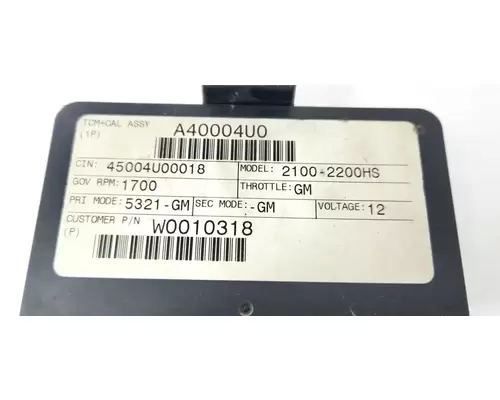 TCM+CAL ASSY A40004U0
(1P)
CIN: 45004U00018 MODEL: 2100-2200HS
GOV RPM: 1700 THROTTLE: GM
PRI MODE: 5321-GM SEC MODE: -GM VOLTAGE: 12
CUSTOMER P/N W0010318
(P)